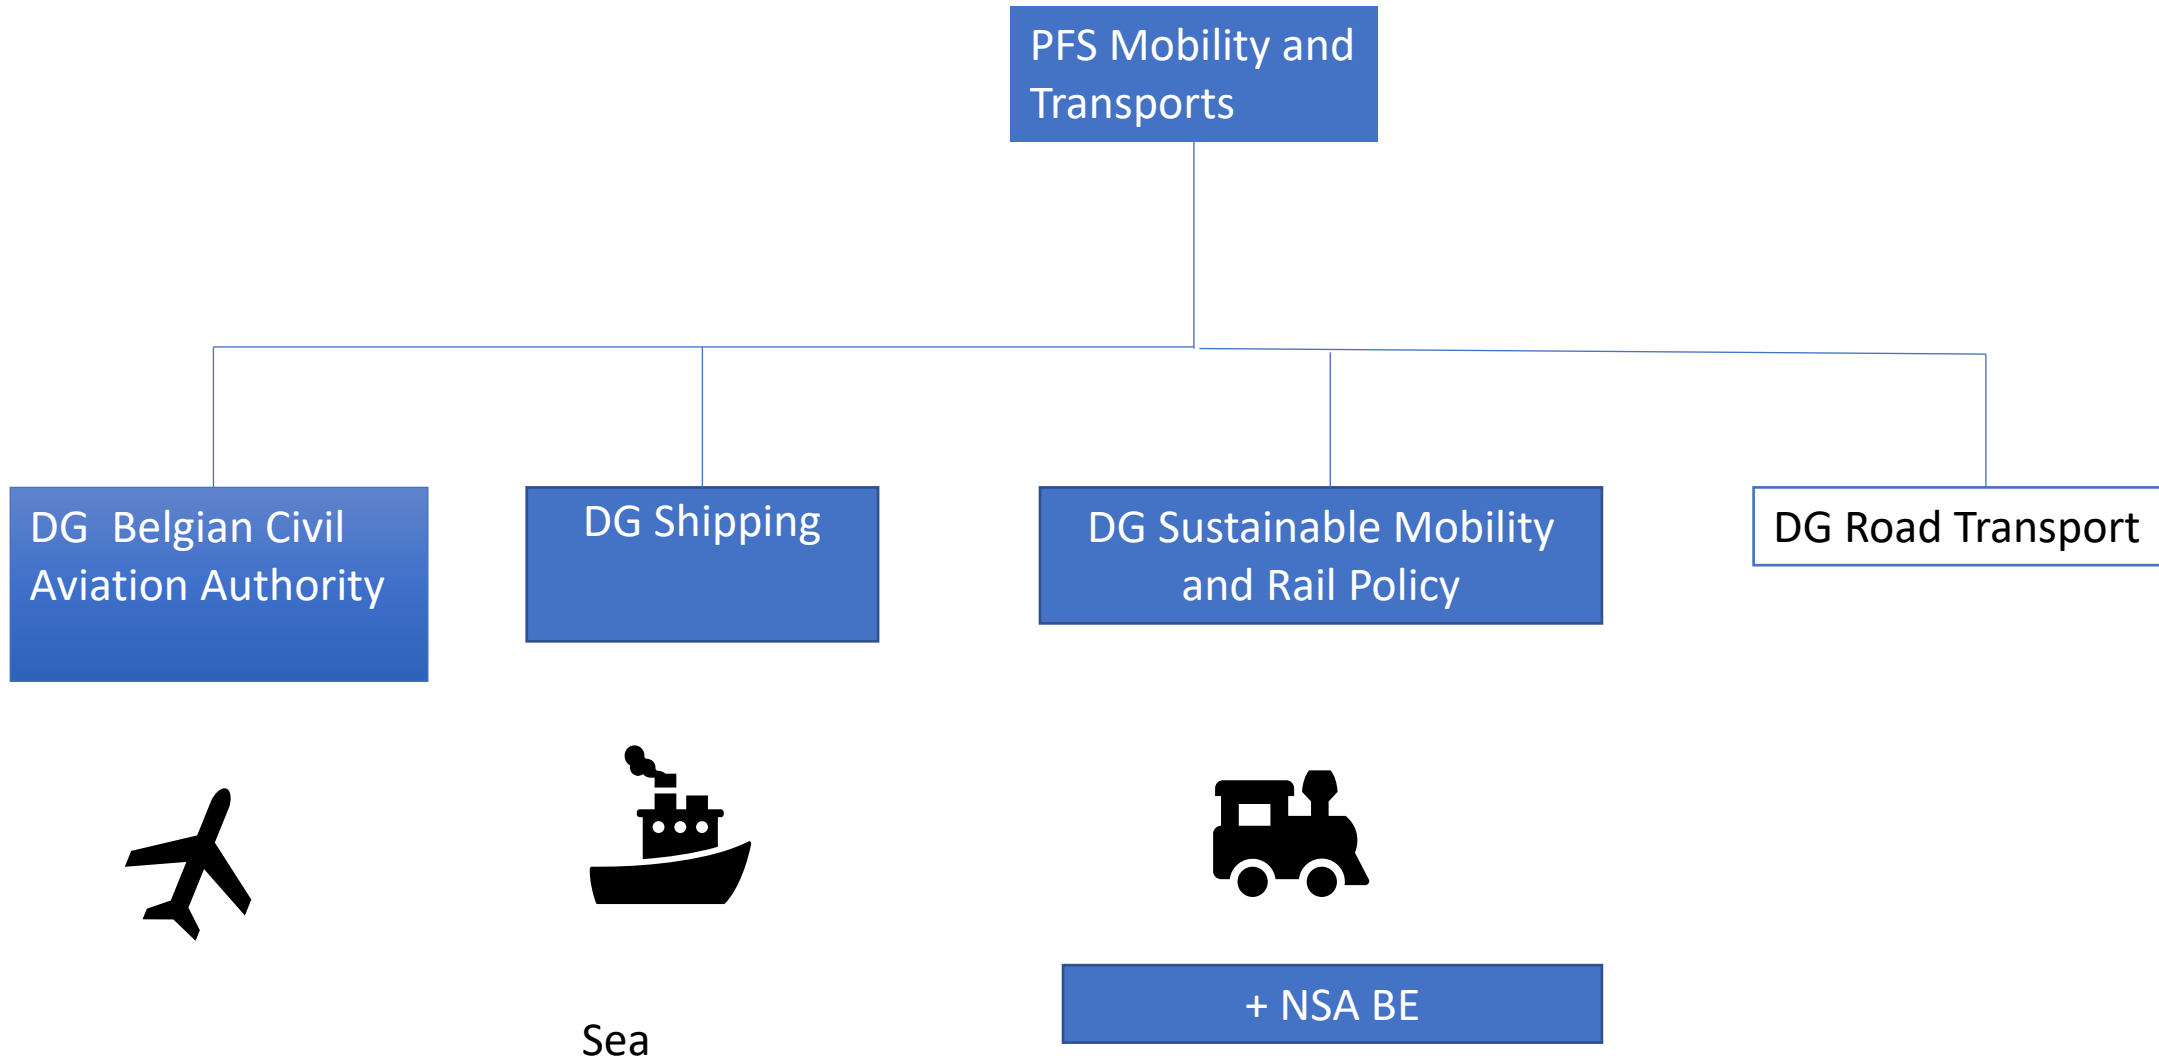 PFS Mobility and
Transports
DG  Belgian Civil
Aviation Authority
DG Shipping
DG Sustainable Mobility
and Rail Policy
DG Road Transport
+ NSA BE
Sea